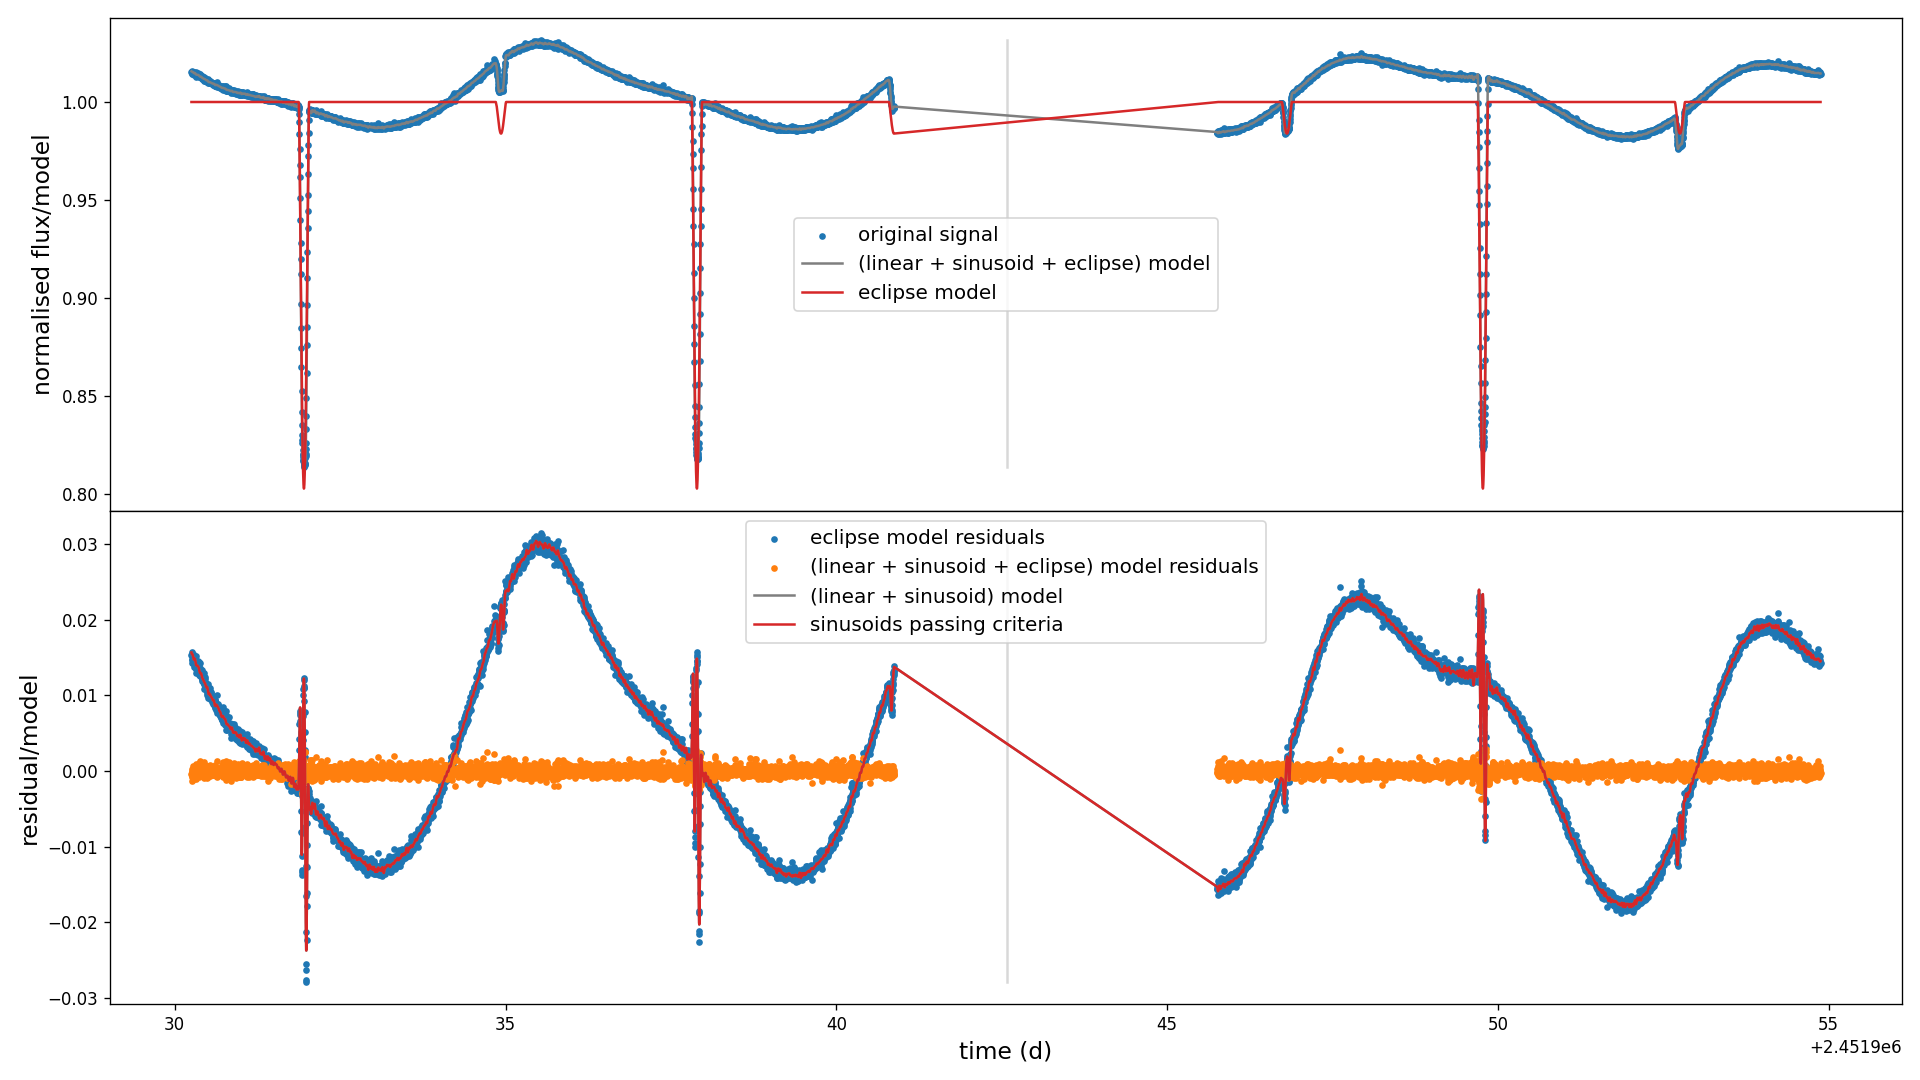 normalised flux/model
1.00
0.95
0.90
0.85
0.80
original signal
(linear + sinusoid + eclipse) model
eclipse model
residual/model
0.03
0.02
0.01
0.00
−0.01
−0.02
−0.03
eclipse model residuals
(linear + sinusoid + eclipse) model residuals
(linear + sinusoid) model
sinusoids passing criteria
30 35 40 45 50 55
time (d)
+2.4519e6